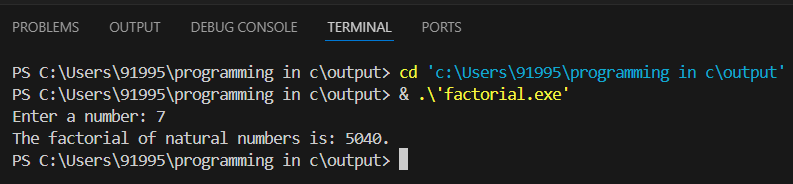 PROBLEMS OUTPUT DEBUG CONSOLE TERMINAL PORTS
PS C:\Users\91995\programming in c\output> cd 'c:\Users\91995\programming in c\output'
PS C:\Users\91995\programming in c\output> & .\'factorial.exe'
Enter a number: 7
The factorial of natural numbers is: 5040.
PS C:\Users\91995\programming in c\output>